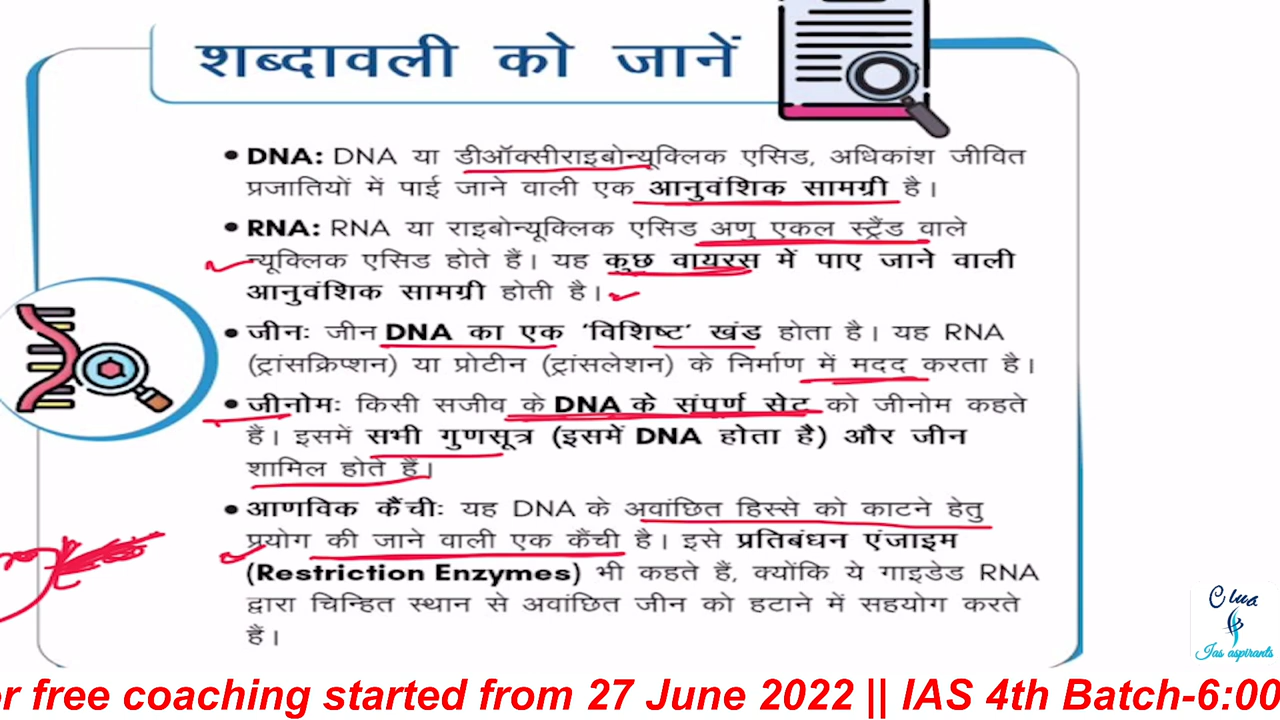 शब्दावली को जानें
• DNA: DNA या डीऑक्सीराइबोन्यूक्लिक एसिड, अधिकांश जीवित
प्रजातियों में पाई जाने वाली एक आनुवंशिक सामग्री है।
• RNA: RNA या राइबोन्यूक्लिक एसिड अणु एकल स्ट्रैंड वाले
न्यूक्लिक एसिड होते हैं। यह कुछ वायरस में पाए जाने वाली
आनुवंशिक सामग्री होती है।
• जीनः जीन DNA का एक ‘विशिष्ट’ खंड होता है। यह RNA
(ट्रांसक्रिप्शन) या प्रोटीन (ट्रांसलेशन) के निर्माण में मदद करता है।
• जीनोमः किसी सजीव के DNA के संपूर्ण सेट को जीनोम कहते
हैं। इसमें सभी गुणसूत्र (इसमें DNA होता है) और जीन
शामिल होते हैं।
• आणविक कैंचीः यह DNA के अवांछित हिस्से को काटने हेतु
प्रयोग की जाने वाली एक कैंची है। इसे प्रतिबंधन एंजाइम
(Restriction Enzymes) भी कहते हैं, क्योंकि ये गाइडेड RNA
द्वारा चिन्हित स्थान से अवांछित जीन को हटाने में सहयोग करते
हैं।
Ias aspirants
or free coaching started from 27 June 2022 || IAS 4th Batch-6:00